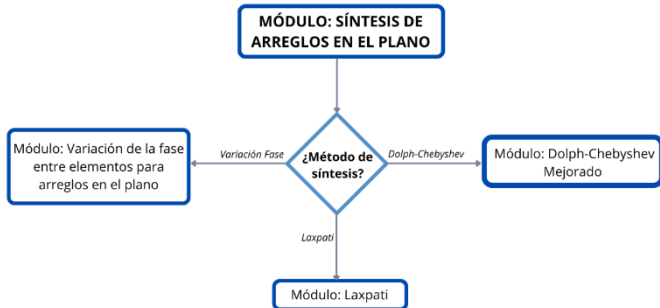 MÓDULO: SÍNTESIS DE
ARREGLOS EN EL PLANO
Módulo: Variación de la fase
entre elementos para
arreglos en el plano
Variación Fase
¿Método de
síntesis?
Dolph-Chebyshev
Módulo: Dolph-Chebyshev
Mejorado
Laxpati
Módulo: Laxpati